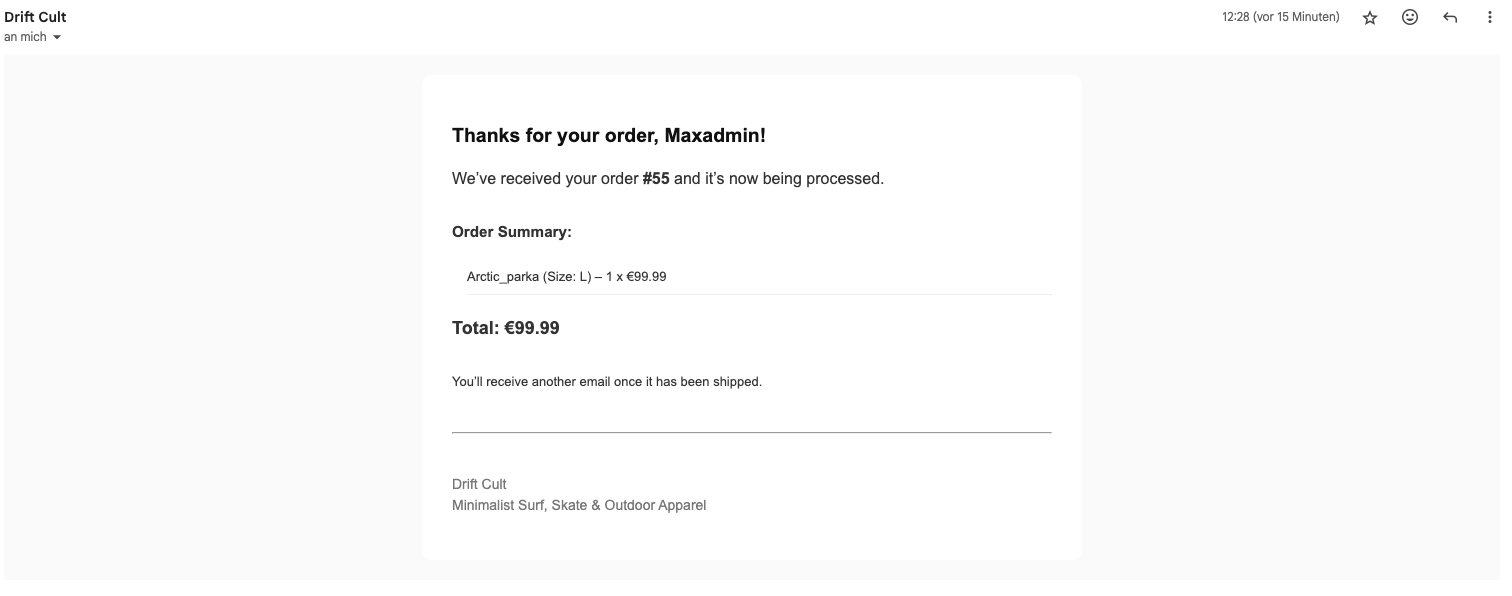 Drift Cult
12:28 (vor 15 Minuten)
an mich
Thanks for your order, Maxadmin!
We’ve received your order #55 and it’s now being processed.
Order Summary:
Arctic_parka (Size: L) – 1 x €99.99
Total: €99.99
You’ll receive another email once it has been shipped.
Drift Cult
Minimalist Surf, Skate & Outdoor Apparel